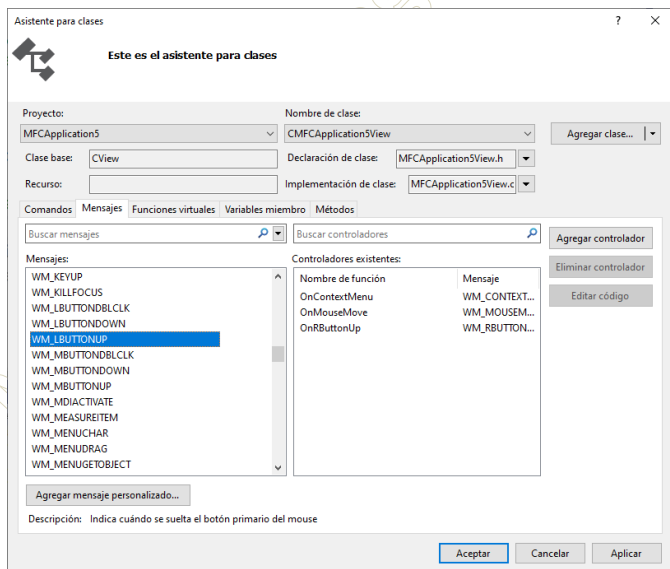 Asistente para clases ? ×
Este es el asistente para clases
Proyecto: Nombre de clase:
MFCApplication5 CMFCApplication5View Agregar clase...
Clase base: CView Declaración de clase: MFCApplication5View.h
Recurso: Implementación de clase: MFCApplication5View.c
Comandos Mensajes Funciones virtuales Variables miembro Métodos
Buscar mensajes Buscar controladores Agregar controlador
Mensajes: Controladores existentes: Eliminar controlador
WM_KEYUP Nombre de función Mensaje Editar código
WM_KILLFOCUS OnContextMenu WM_CONTEXT...
WM_LBUTTONDBLCLK OnMouseMove WM_MOUSEM...
WM_LBUTTONDOWN OnRButtonUp WM_RBUTTON...
WM_LBUTTONUP
WM_MBUTTONDBLCLK
WM_MBUTTONDOWN
WM_MBUTTONUP
WM_MDIACTIVATE
WM_MEASUREITEM
WM_MENUCHAR
WM_MENUDRAG
WM_MENUGETOBJECT
Agregar mensaje personalizado...
Descripción: Indica cuándo se suelta el botón primario del mouse
Aceptar Cancelar Aplicar